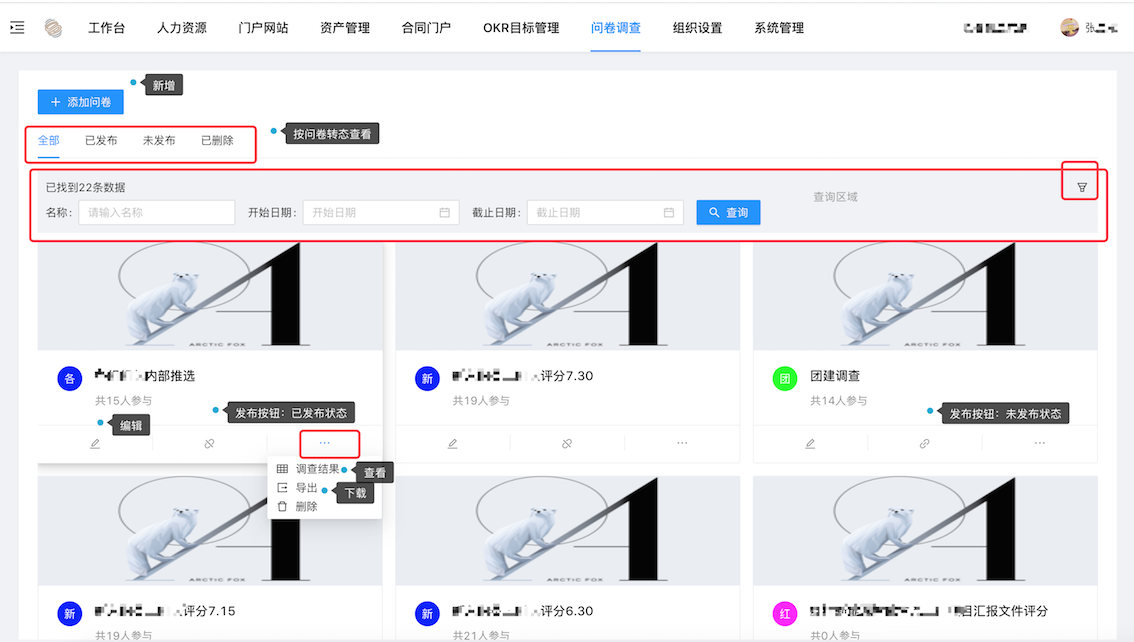 工作台 人力资源 门户网站 资产管理 合同门户 OKR目标管理 问卷调查 组织设置 系统管理 张
新增
添加问卷
按问卷转态查看
全部 已发布 未发布 已删除
已找到22条数据
查询区域
名称: 请输入名称 开始日期: 开始日期 截止日期: 截止日期 查询
ARCTIC FOX ARCTIC FOX ARCTIC FOX
各 内部推选 新 评分7.30 团 团建调查
共15人参与 共19人参与 共14人参与
发布按钮：已发布状态 发布按钮：未发布状态
编辑
调查结果 查看
导出 下载
删除
ARCTIC FOX ARCTIC FOX ARCTIC FOX
新 评分7.15 新 评分6.30 红 目汇报文件评分
共19人参与 共21人参与 共0人参与